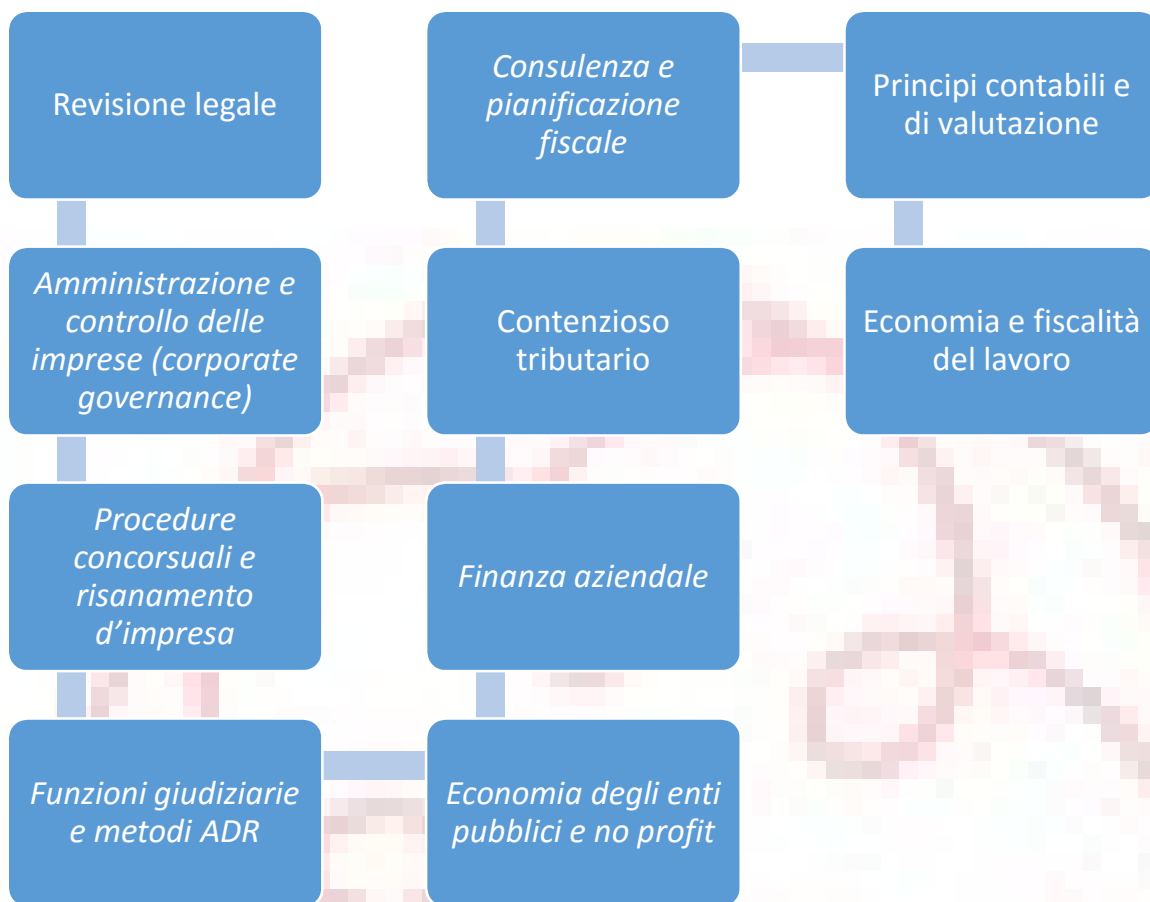 Revisione legale
Amministrazione e
controllo delle
imprese (corporate
governance)
Procedure
concorsuali e
risanamento
d’impresa
Funzioni giudiziarie
e metodi ADR
Economia degli enti
pubblici e no profit
Finanza aziendale
Contenzioso
tributario
Consulenza e
pianificazione
fiscale
Principi contabili e
di valutazione
Economia e fiscalità
del lavoro